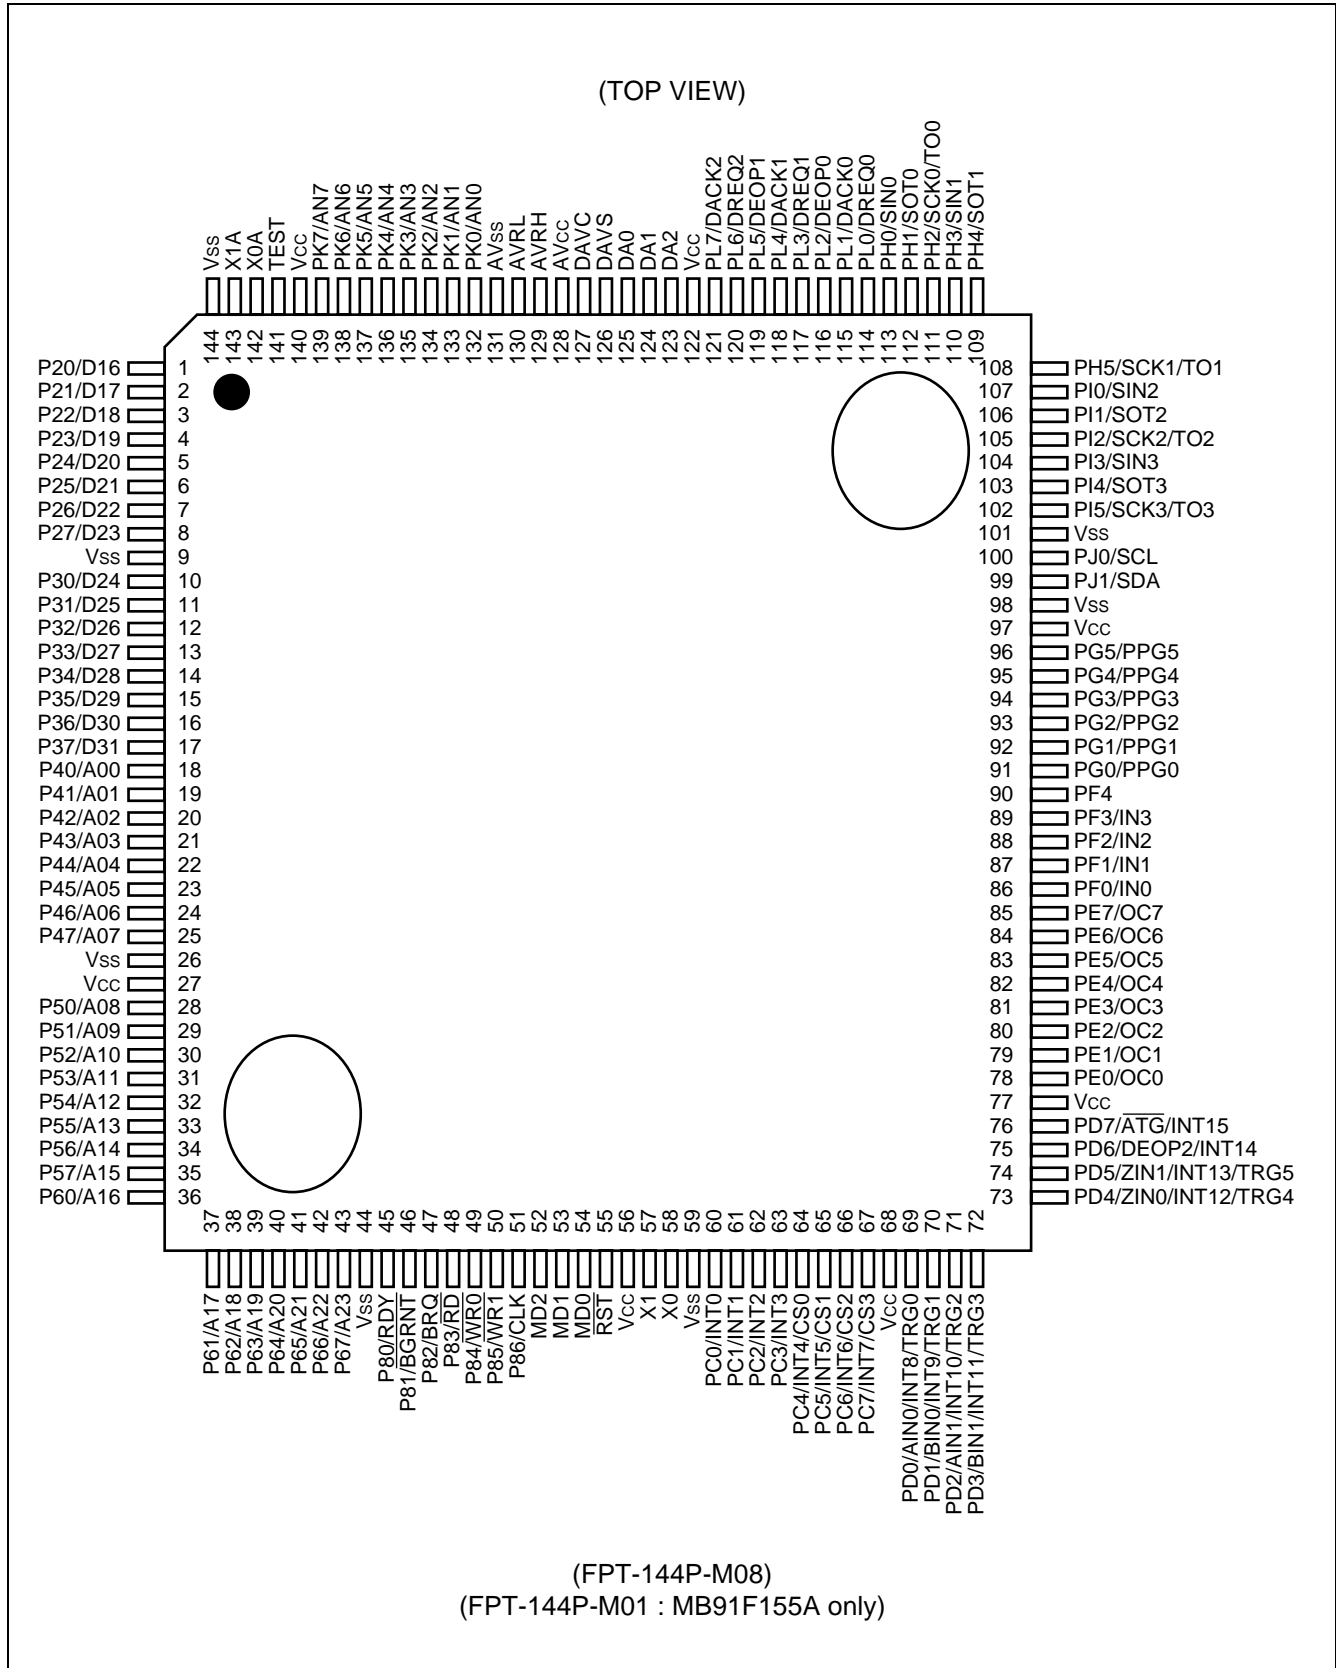 (TOP VIEW)
VSS
X1A
X0A
TEST
VCC
PK7/AN7
PK6/AN6
PK5/AN5
PK4/AN4
PK3/AN3
PK2/AN2
PK1/AN1
PK0/AN0
AVSS
AVRL
AVRH
AVCC
DAVC
DAVS
DA0
DA1
DA2
VCC
PL7/DACK2
PL6/DREQ2
PL5/DEOP1
PL4/DACK1
PL3/DREQ1
PL2/DEOP0
PL1/DACK0
PL0/DREQ0
PH0/SIN0
PH1/SOT0
PH2/SCK0/TO0
PH3/SIN1
PH4/SOT1
144
143
142
141
140
139
138
137
136
135
134
133
132
131
130
129
128
127
126
125
124
123
122
121
120
119
118
117
116
115
114
113
112
111
110
109
P20/D16 1
P21/D17 2
P22/D18 3
P23/D19 4
P24/D20 5
P25/D21 6
P26/D22 7
P27/D23 8
VSS 9
P30/D24 10
P31/D25 11
P32/D26 12
P33/D27 13
P34/D28 14
P35/D29 15
P36/D30 16
P37/D31 17
P40/A00 18
P41/A01 19
P42/A02 20
P43/A03 21
P44/A04 22
P45/A05 23
P46/A06 24
P47/A07 25
VSS 26
VCC 27
P50/A08 28
P51/A09 29
P52/A10 30
P53/A11 31
P54/A12 32
P55/A13 33
P56/A14 34
P57/A15 35
P60/A16 36
108 PH5/SCK1/TO1
107 PI0/SIN2
106 PI1/SOT2
105 PI2/SCK2/TO2
104 PI3/SIN3
103 PI4/SOT3
102 PI5/SCK3/TO3
101 VSS
100 PJ0/SCL
99 PJ1/SDA
98 VSS
97 VCC
96 PG5/PPG5
95 PG4/PPG4
94 PG3/PPG3
93 PG2/PPG2
92 PG1/PPG1
91 PG0/PPG0
90 PF4
89 PF3/IN3
88 PF2/IN2
87 PF1/IN1
86 PF0/IN0
85 PE7/OC7
84 PE6/OC6
83 PE5/OC5
82 PE4/OC4
81 PE3/OC3
80 PE2/OC2
79 PE1/OC1
78 PE0/OC0
77 VCC
76 PD7/ATG/INT15
75 PD6/DEOP2/INT14
74 PD5/ZIN1/INT13/TRG5
73 PD4/ZIN0/INT12/TRG4
37
38
39
40
41
42
43
44
45
46
47
48
49
50
51
52
53
54
55
56
57
58
59
60
61
62
63
64
65
66
67
68
69
70
71
72
P61/A17
P62/A18
P63/A19
P64/A20
P65/A21
P66/A22
P67/A23
VSS
P80/RDY
P81/BGRNT
P82/BRQ
P83/RD
P84/WR0
P85/WR1
P86/CLK
MD2
MD1
MD0
RST
VCC
X1
X0
VSS
PC0/INT0
PC1/INT1
PC2/INT2
PC3/INT3
PC4/INT4/CS0
PC5/INT5/CS1
PC6/INT6/CS2
PC7/INT7/CS3
VCC
PD0/AIN0/INT8/TRG0
PD1/BIN0/INT9/TRG1
PD2/AIN1/INT10/TRG2
PD3/BIN1/INT11/TRG3
(FPT-144P-M08)
(FPT-144P-M01 : MB91F155A only)